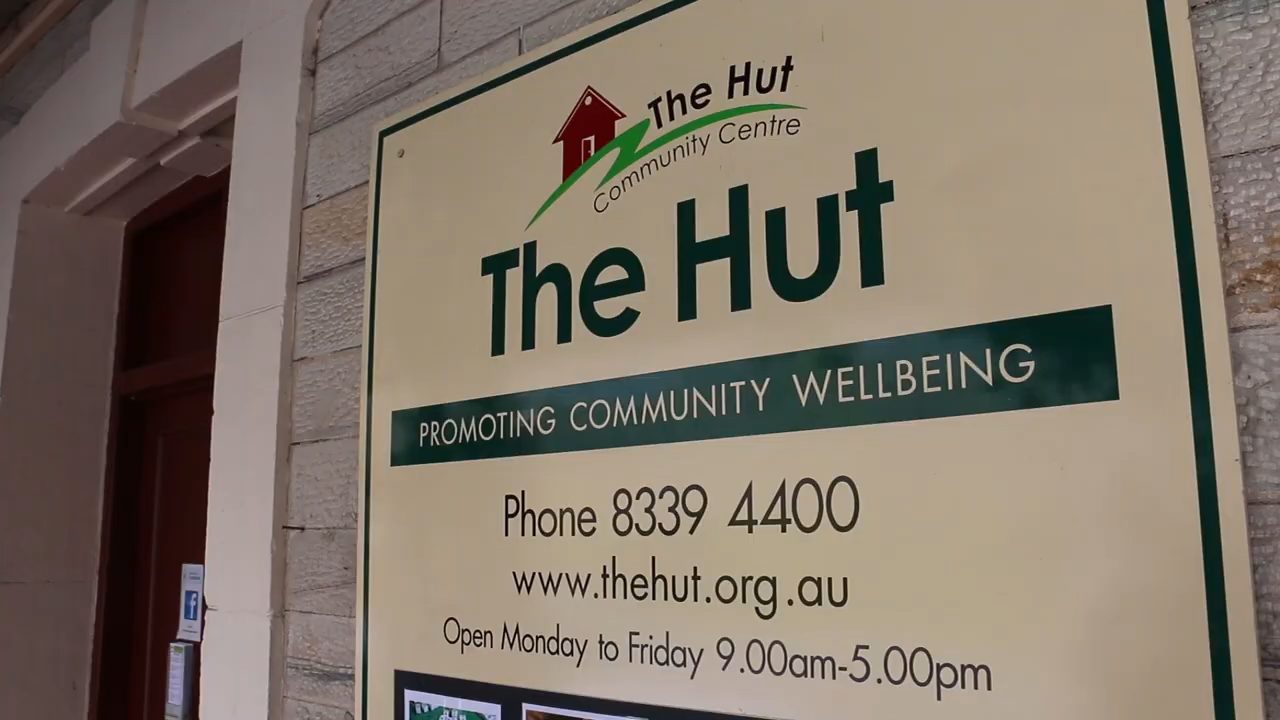 The Hut
Community Centre
The Hut
PROMOTING COMMUNITY WELLBEING
Phone 8339 4400
www.thehut.org.au
Open Monday to Friday 9.00am-5.00pm
f